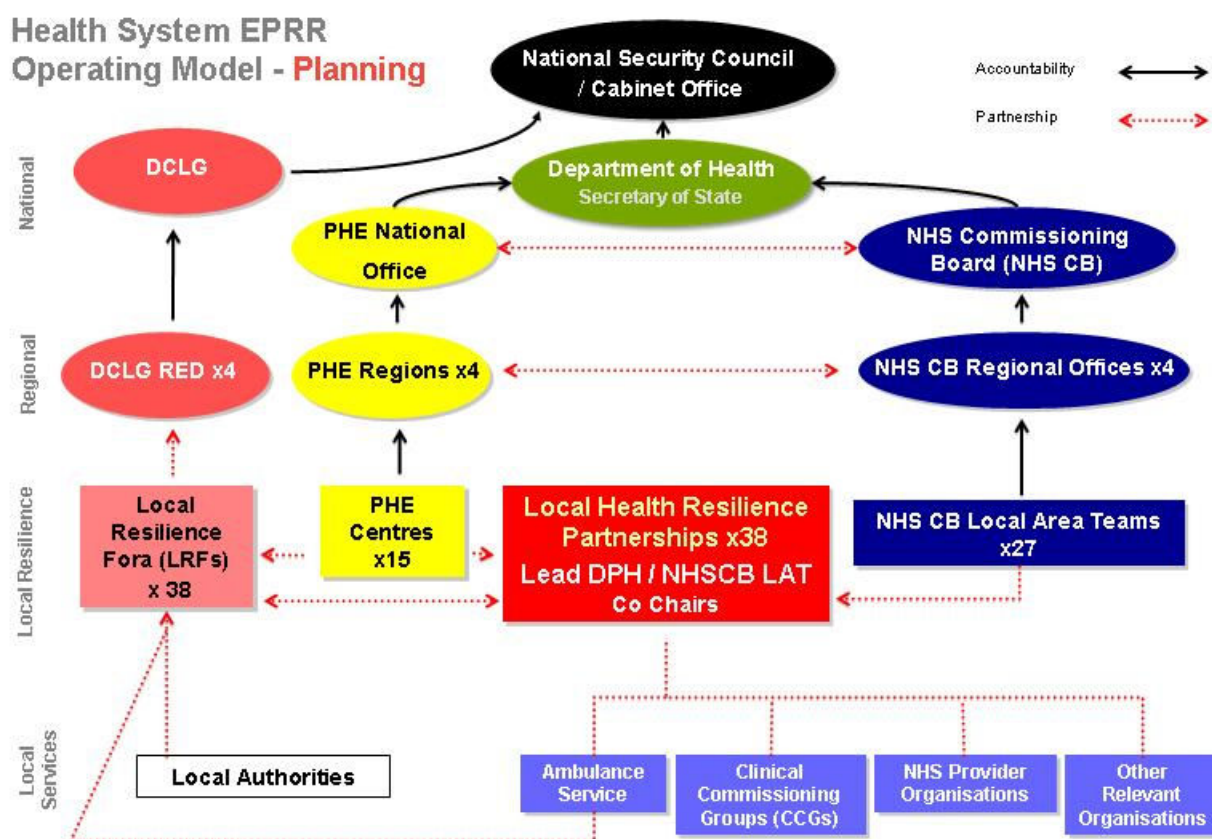 Health System EPRR
Operating Model - Planning
National Security Council
/ Cabinet Office
Accountability
Partnership
National
DCLG
Department of Health
Secretary of State
PHE National
Office
NHS Commissioning
Board (NHS CB)
Regional
DCLG RED x4
PHE Regions x4
NHS CB Regional Offices x4
Local Resilience
Local
Resilience
Fora (LRFs)
x 38
PHE
Centres
x15
Local Health Resilience
Partnerships x38
Lead DPH / NHSCB LAT
Co Chairs
NHS CB Local Area Teams
x27
Local
Services
Local Authorities
Ambulance
Service
Clinical
Commissioning
Groups (CCGs)
NHS Provider
Organisations
Other
Relevant
Organisations